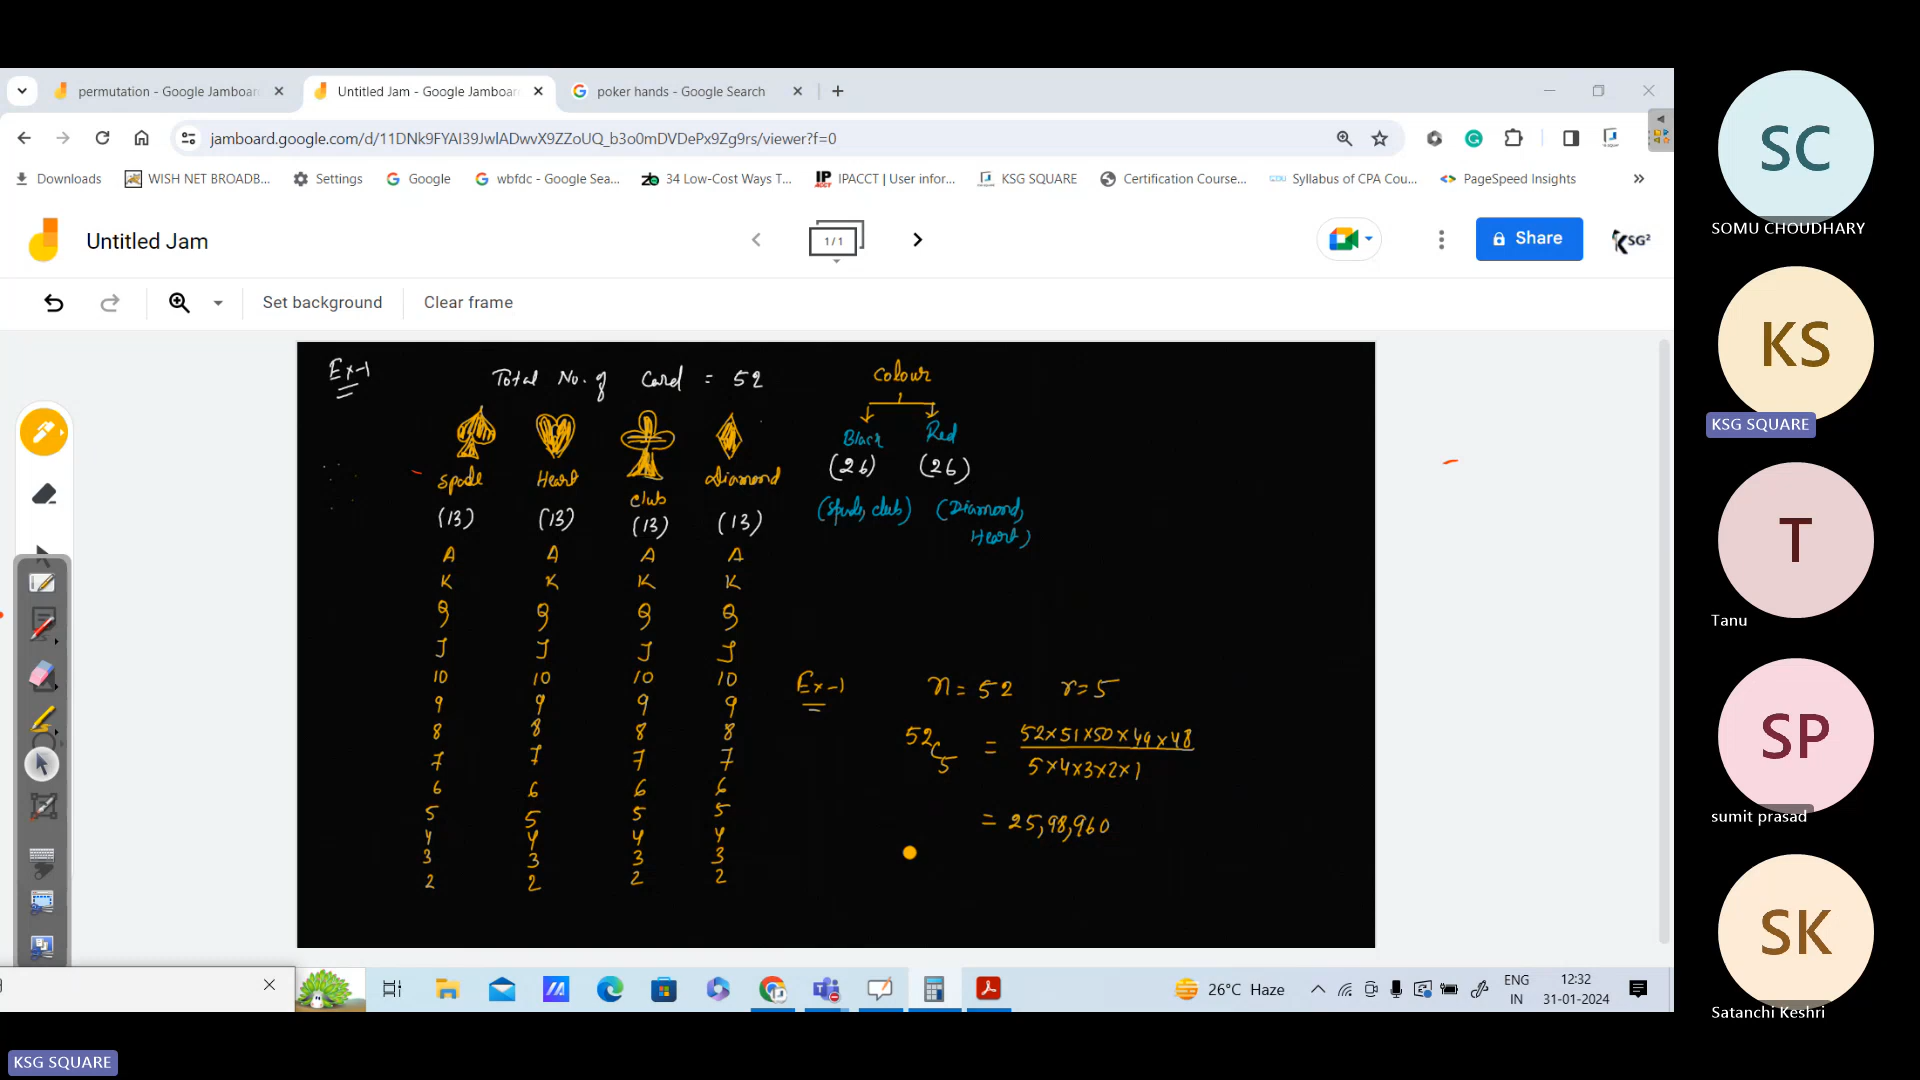 permutation - Google Jamboar
Untitled Jam - Google Jamboar
poker hands - Google Search
jamboard.google.com/d/11DNk9FYAI39JwlADwvX9ZZoUQ_b3o0mDVDePx9Zg9rs/viewer?f=0
Downloads
WISH NET BROADB...
Settings
Google
wbfdc - Google Sea...
34 Low-Cost Ways T...
IPACCT | User infor...
KSG SQUARE
Certification Course...
Syllabus of CPA Cou...
PageSpeed Insights
Untitled Jam
1/1
Share
KSG²
Set background
Clear frame
Ex-1
Total No. of Card = 52
Colour
Black Red
(26) (26)
(Spade, club) (Diamond, Heart)
Spade Heart club Diamond
(13) (13) (13) (13)
A A A A
K K K K
Q Q Q Q
J J J J
10 10 10 10
9 9 9 9
8 8 8 8
7 7 7 7
6 6 6 6
5 5 5 5
4 4 4 4
3 3 3 3
2 2 2 2
Ex-1 n = 52 r = 5
52C5 = 52×51×50×49×48
5×4×3×2×1
= 25,98,960
26°C Haze
ENG
IN
12:32
31-01-2024
SC
SOMU CHOUDHARY
KS
KSG SQUARE
T
Tanu
SP
sumit prasad
SK
Satanchi Keshri
KSG SQUARE